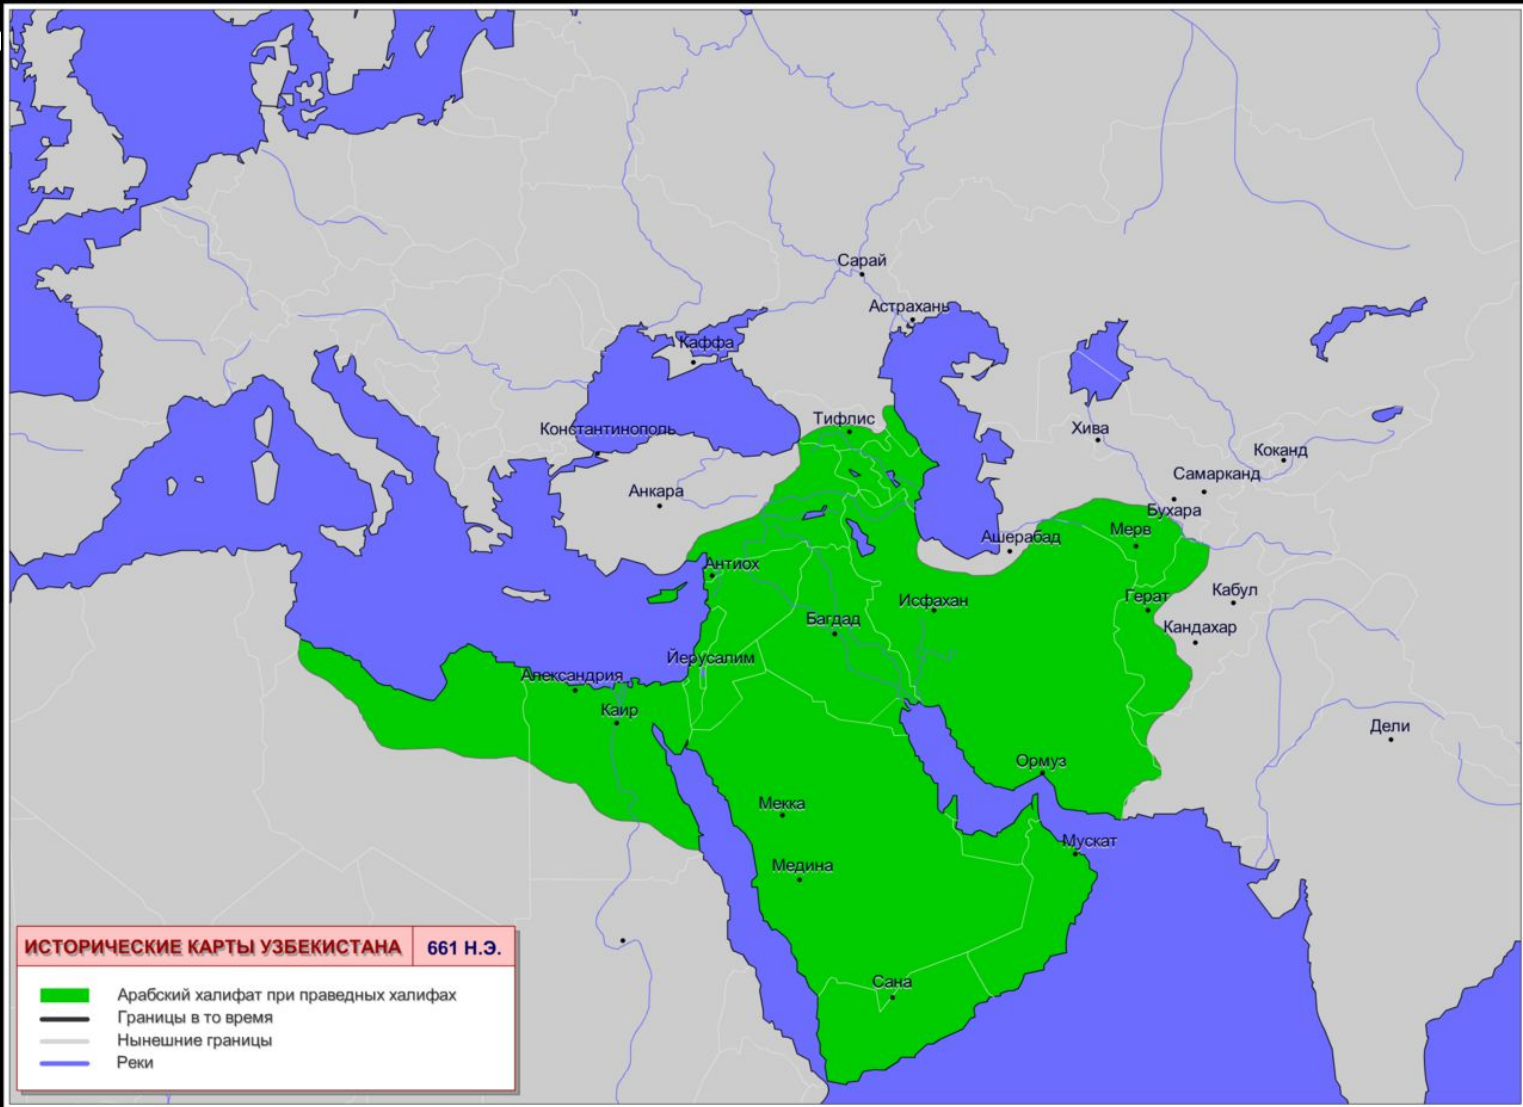 Сарай
Астрахань
Каффа
Тифлис
Константинополь
Хива
Коканд
Самарканд
Анкара
Бухара
Мерв
Ашерабад
Антиох
Кабул
Герат
Исфахан
Багдад
Кандахар
Йерусалим
Александрия
Каир
Дели
Ормуз
Мекка
Мускат
Медина
Сана
ИСТОРИЧЕСКИЕ КАРТЫ УЗБЕКИСТАНА 661 Н.Э.
Арабский халифат при праведных халифах
Границы в то время
Нынешние границы
Реки